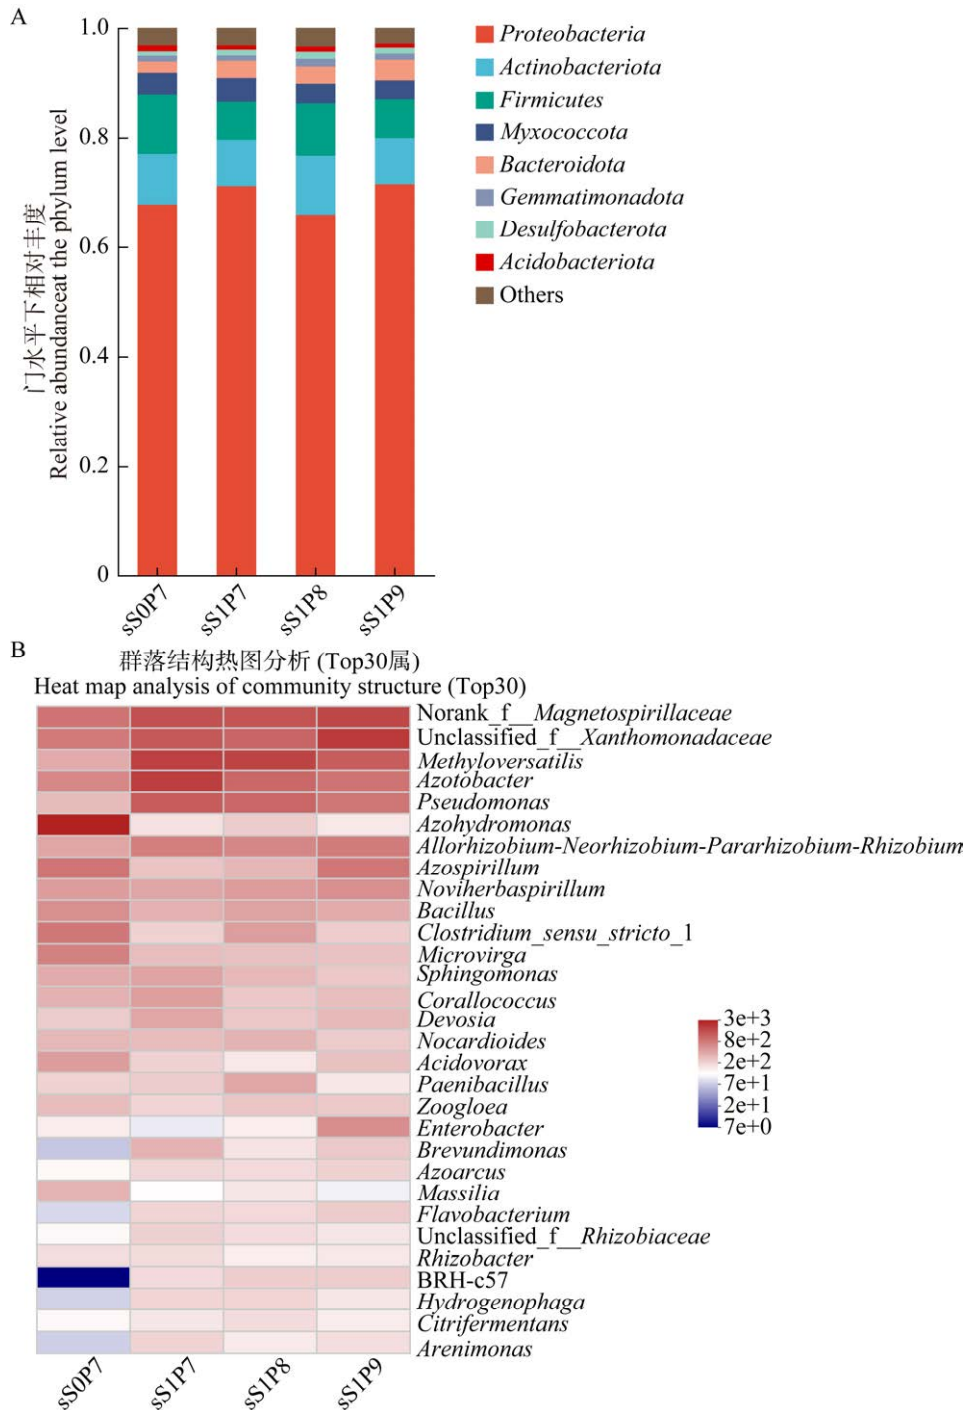 A
门水平下相对丰度
Relative abundanceat the phylum level
1.0
0.8
0.6
0.4
0.2
0
sS0P7
sS1P7
sS1P8
sS1P9
Proteobacteria
Actinobacteriota
Firmicutes
Myxococcota
Bacteroidota
Gemmatimonadota
Desulfobacterota
Acidobacteriota
Others
B
群落结构热图分析 (Top30属)
Heat map analysis of community structure (Top30)
Norank_f__Magnetospirillaceae
Unclassified_f__Xanthomonadaceae
Methyloversatilis
Azotobacter
Pseudomonas
Azohydromonas
Allorhizobium-Neorhizobium-Pararhizobium-Rhizobium
Azospirillum
Noviherbaspirillum
Bacillus
Clostridium_sensu_stricto_1
Microvirga
Sphingomonas
Corallococcus
Devosia
Nocardioides
Acidovorax
Paenibacillus
Zoogloea
Enterobacter
Brevundimonas
Azoarcus
Massilia
Flavobacterium
Unclassified_f__Rhizobiaceae
Rhizobacter
BRH-c57
Hydrogenophaga
Citrifermentans
Arenimonas
3e+3
8e+2
2e+2
7e+1
2e+1
7e+0
sS0P7
sS1P7
sS1P8
sS1P9